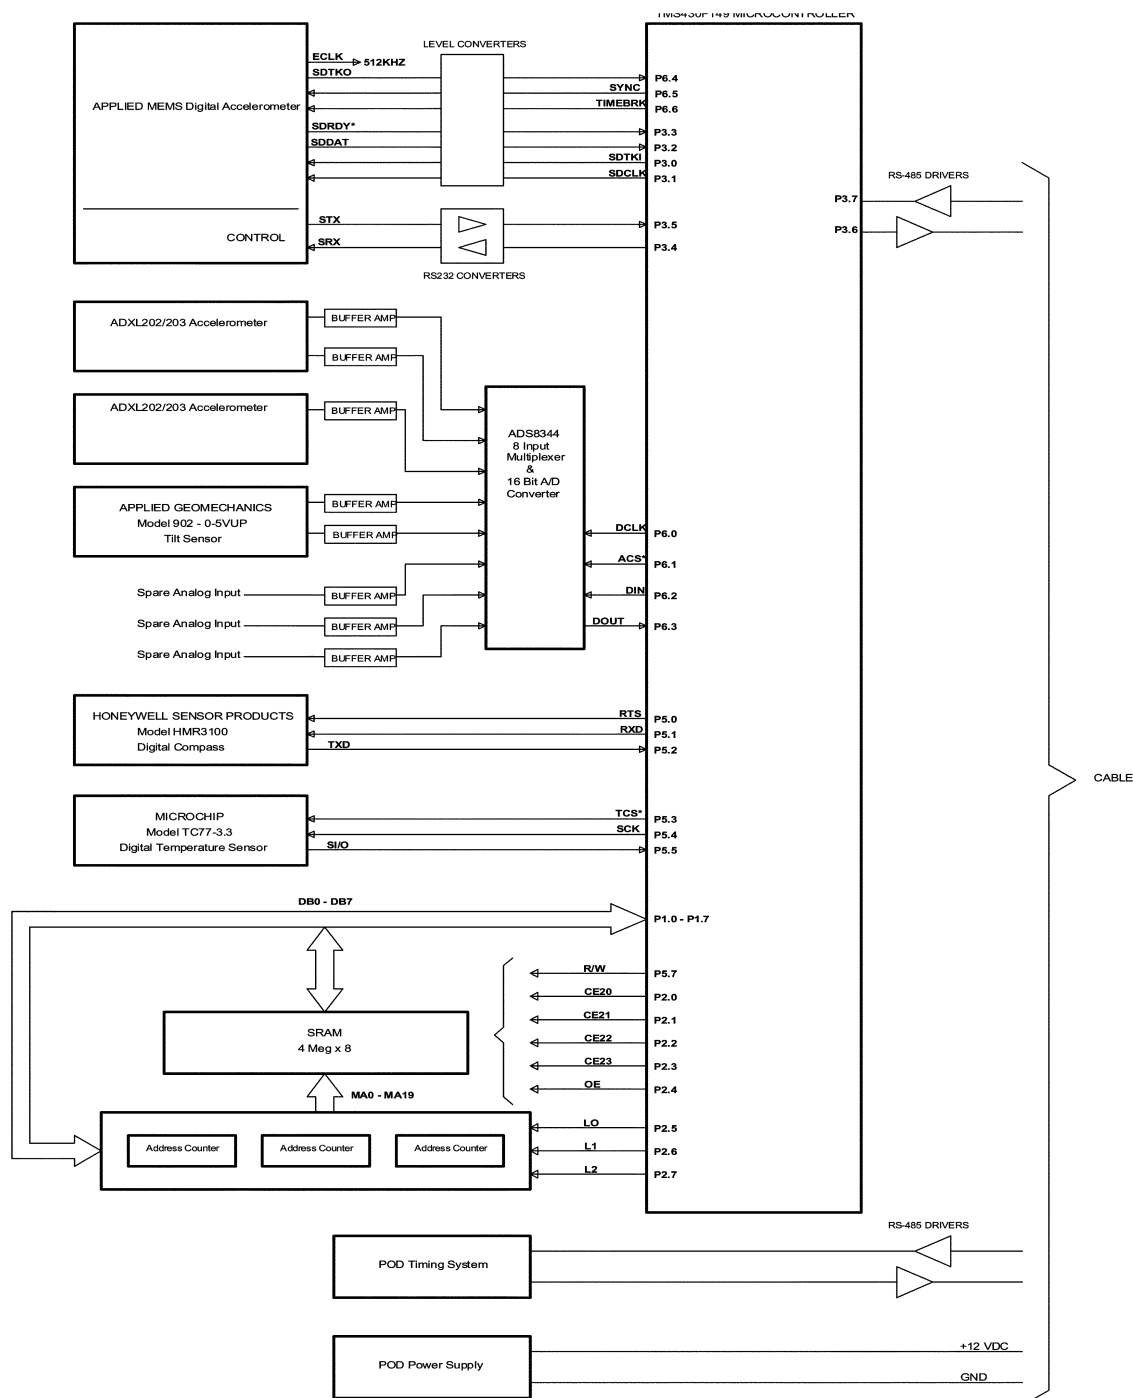 TMS430F149 MICROCONTROLLER
LEVEL CONVERTERS
ECLK
512KHZ
SDTKO
P6.4
SYNC
P6.5
APPLIED MEMS Digital Accelerometer
TIMEBRK
P6.6
SDRDY*
P3.3
SDDAT
P3.2
SDTKI
P3.0
SDCLK
P3.1
RS-485 DRIVERS
P3.7
STX
P3.5
P3.6
CONTROL
SRX
P3.4
RS232 CONVERTERS
ADXL202/203 Accelerometer
BUFFER AMP
BUFFER AMP
ADXL202/203 Accelerometer
BUFFER AMP
ADS8344
8 Input
Multiplexer
&
16 Bit A/D
Converter
APPLIED GEOMECHANICS
Model 902 - 0-5VUP
Tilt Sensor
BUFFER AMP
BUFFER AMP
DCLK
P6.0
ACS*
P6.1
Spare Analog Input
BUFFER AMP
DIN
P6.2
Spare Analog Input
BUFFER AMP
DOUT
P6.3
Spare Analog Input
BUFFER AMP
HONEYWELL SENSOR PRODUCTS
Model HMR3100
Digital Compass
RTS
P5.0
RXD
P5.1
TXD
P5.2
CABLE
MICROCHIP
Model TC77-3.3
Digital Temperature Sensor
TCS*
P5.3
SCK
P5.4
SI/O
P5.5
DB0 - DB7
P1.0 - P1.7
R/W
P5.7
CE20
P2.0
CE21
P2.1
SRAM
4 Meg x 8
CE22
P2.2
CE23
P2.3
OE
P2.4
MA0 - MA19
LO
P2.5
Address Counter
Address Counter
Address Counter
L1
P2.6
L2
P2.7
RS-485 DRIVERS
POD Timing System
+12 VDC
POD Power Supply
GND